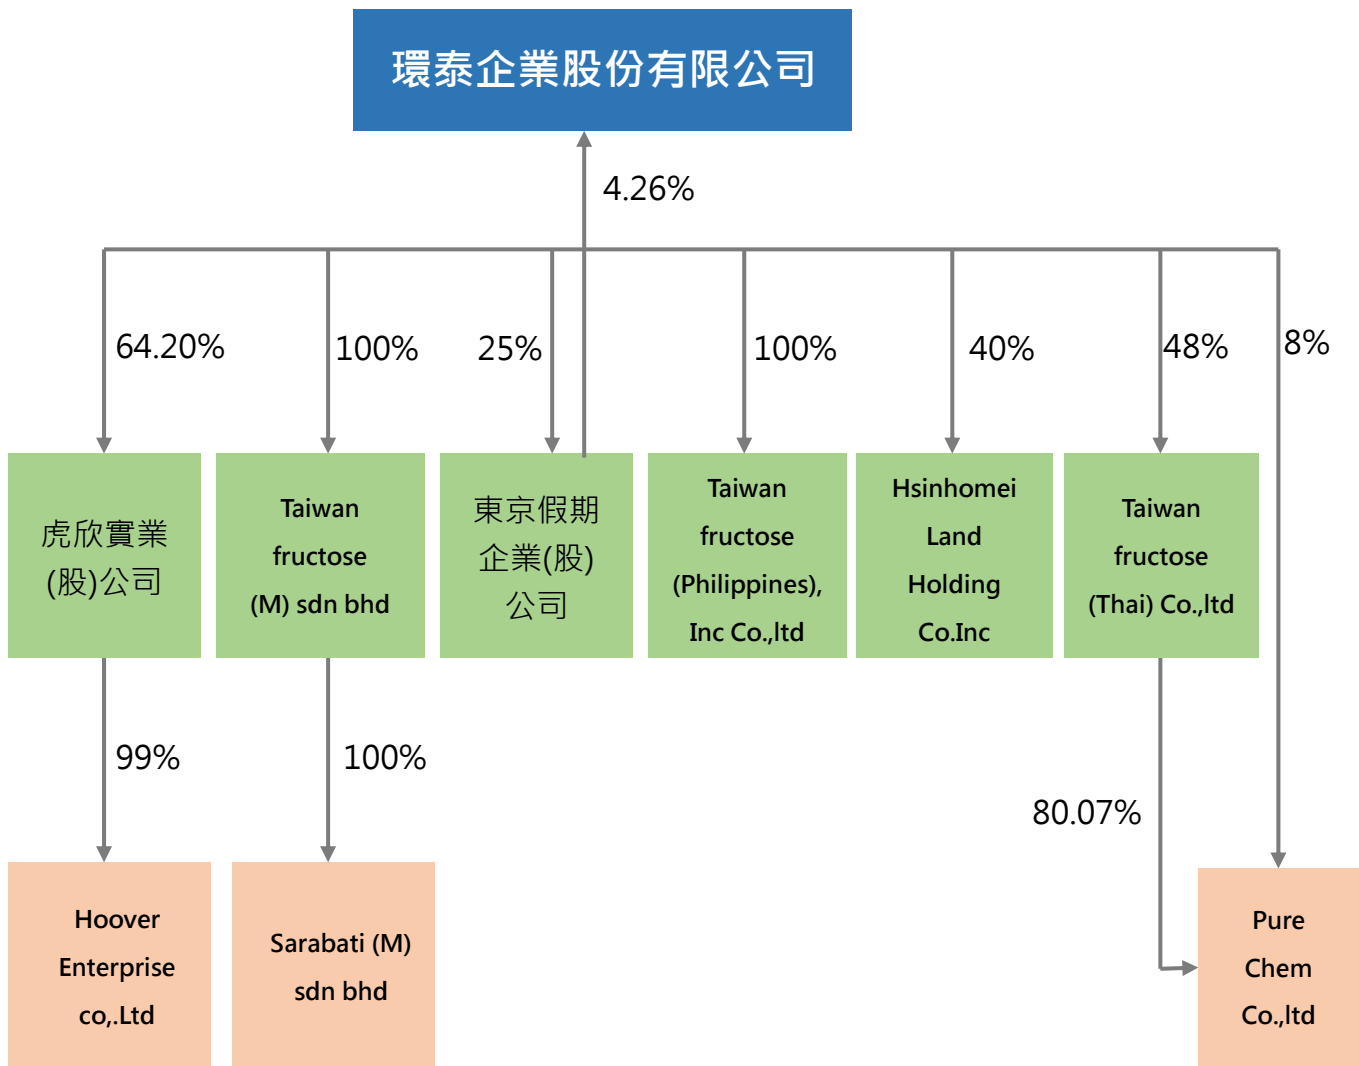 環泰企業股份有限公司
4.26%
64.20%
100%
25%
100%
40%
48%
8%
虎欣實業
(股)公司
Taiwan
fructose
(M) sdn bhd
東京假期
企業(股)
公司
Taiwan
fructose
(Philippines),
Inc Co.,ltd
Hsinhomei
Land
Holding
Co.Inc
Taiwan
fructose
(Thai) Co.,ltd
99%
100%
80.07%
Hoover
Enterprise
co,.Ltd
Sarabati (M)
sdn bhd
Pure
Chem
Co.,ltd